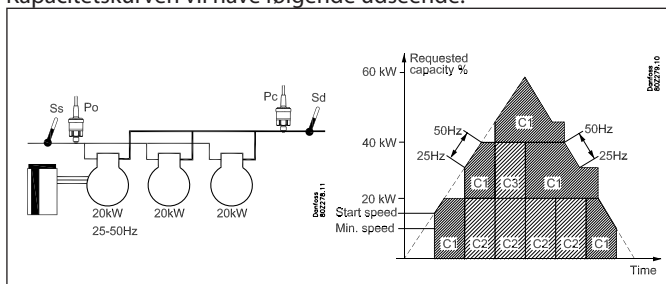 Kapacitetskurven vil have følgende udseende:
Ss
Po
Pc
Sd
20kW
20kW
20kW
25-50Hz
Danfoss
80Z278.11
Requested
capacity %
60 kW
40 kW
20 kW
Start speed
Min. speed
50Hz
25Hz
50Hz
25Hz
C1
C1
C3
C1
C1
C2
C2
C2
C2
C1
Time
Danfoss
80Z279.10